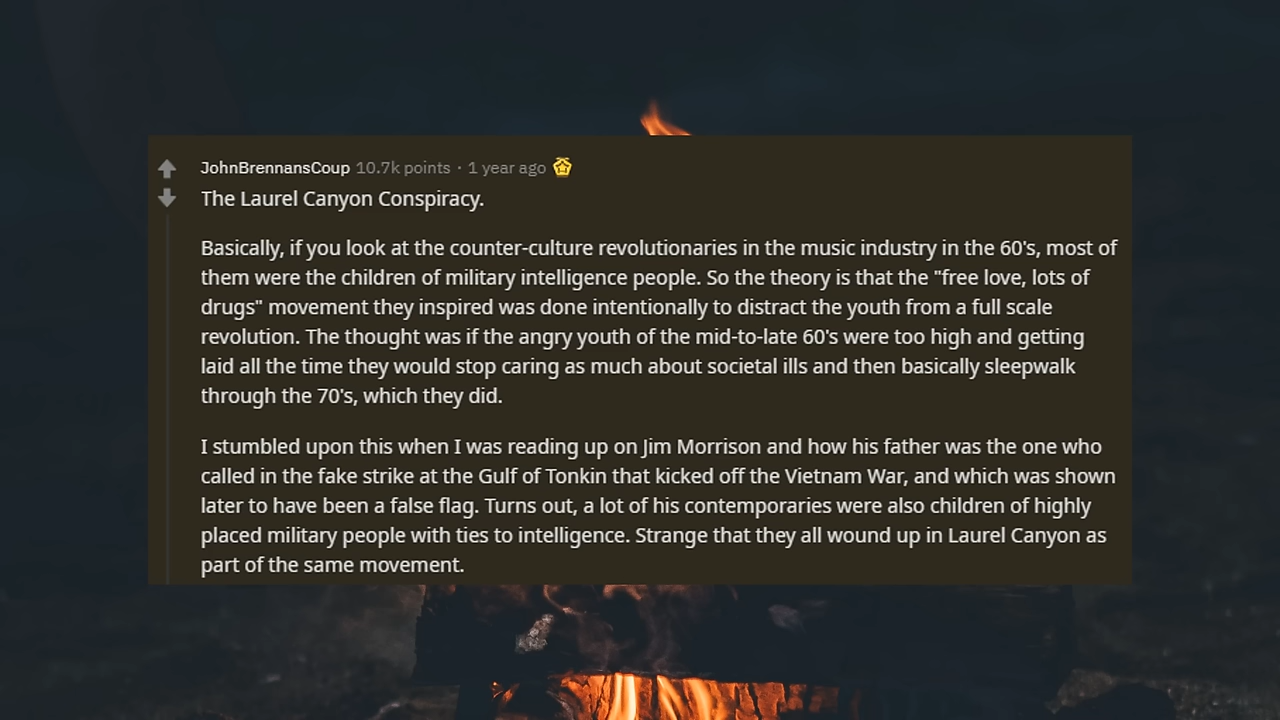 JohnBrennansCoup 10.7k points · 1 year ago
The Laurel Canyon Conspiracy.
Basically, if you look at the counter-culture revolutionaries in the music industry in the 60's, most of
them were the children of military intelligence people. So the theory is that the "free love, lots of
drugs" movement they inspired was done intentionally to distract the youth from a full scale
revolution. The thought was if the angry youth of the mid-to-late 60's were too high and getting
laid all the time they would stop caring as much about societal ills and then basically sleepwalk
through the 70's, which they did.
I stumbled upon this when I was reading up on Jim Morrison and how his father was the one who
called in the fake strike at the Gulf of Tonkin that kicked off the Vietnam War, and which was shown
later to have been a false flag. Turns out, a lot of his contemporaries were also children of highly
placed military people with ties to intelligence. Strange that they all wound up in Laurel Canyon as
part of the same movement.